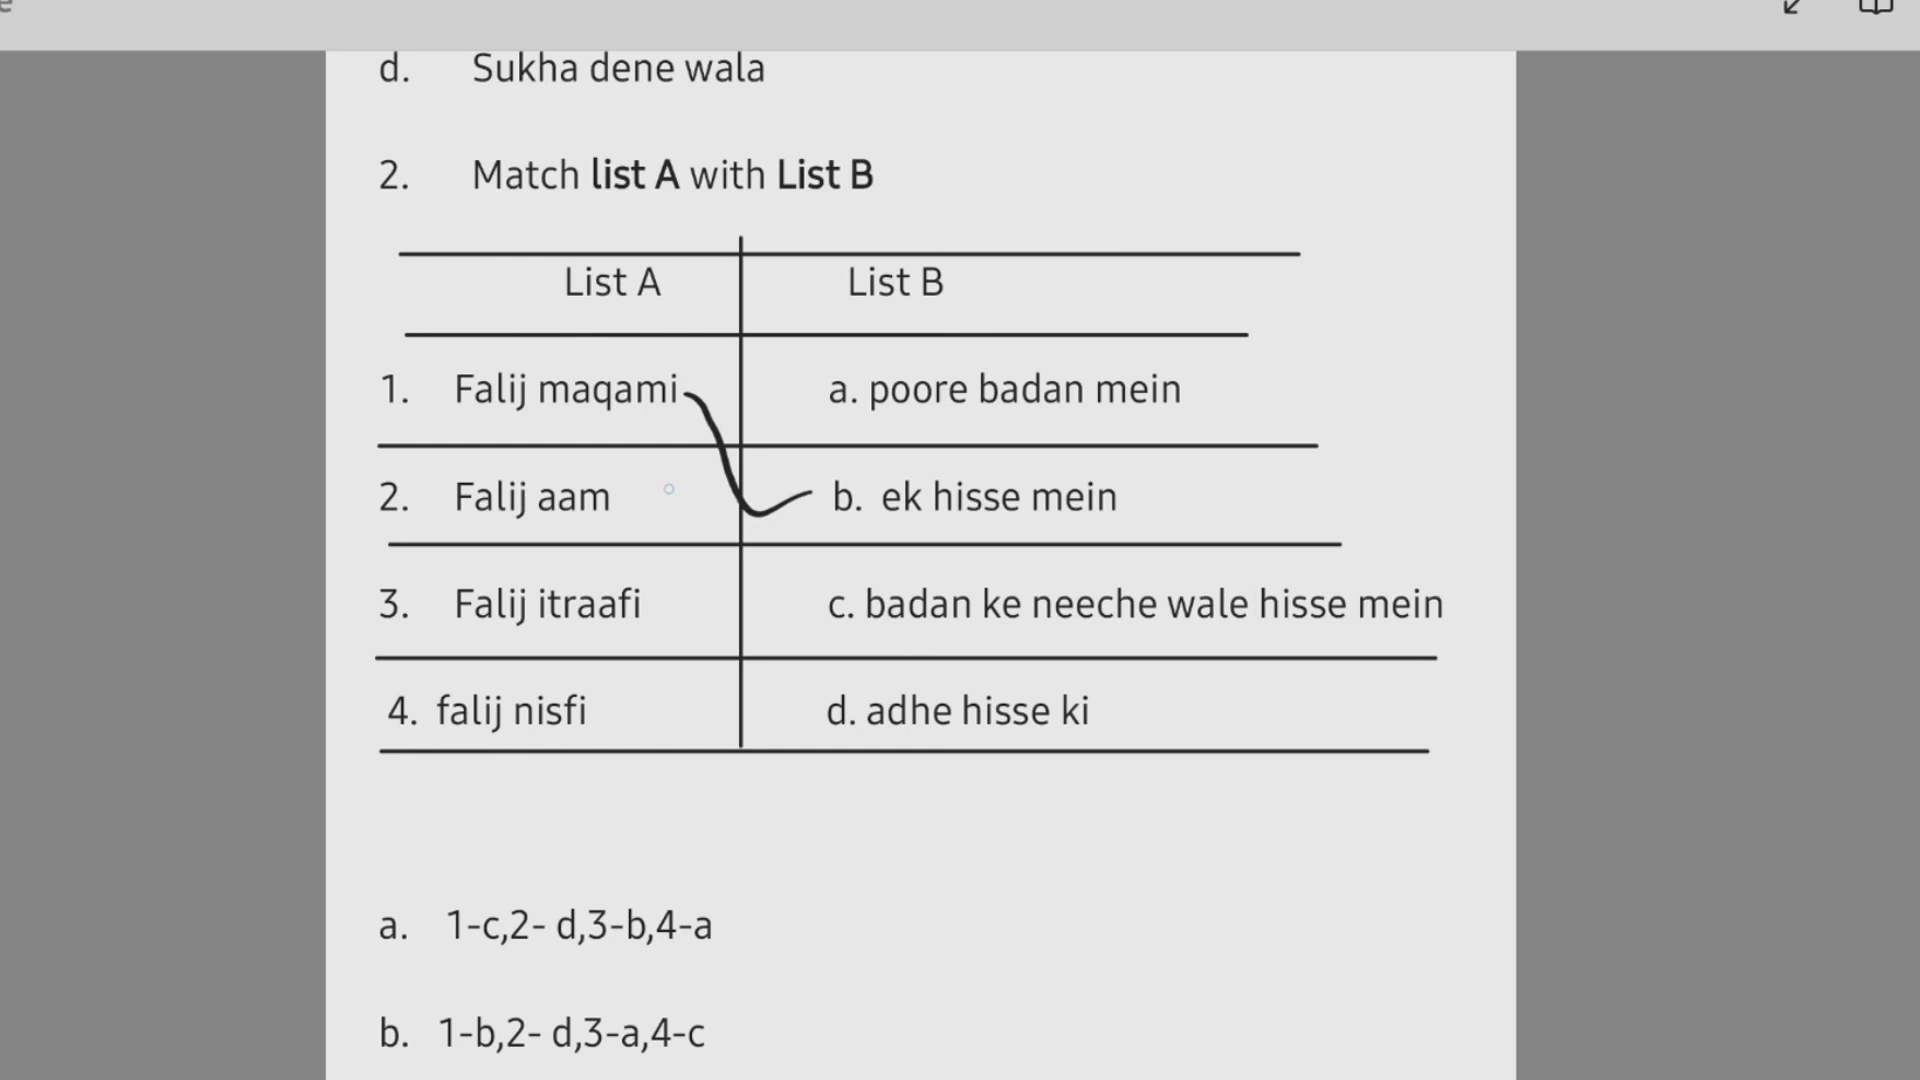 d. Sukha dene wala
2. Match list A with List B
List A List B
1. Falij maqami a. poore badan mein
2. Falij aam b. ek hisse mein
3. Falij itraafi c. badan ke neeche wale hisse mein
4. falij nisfi d. adhe hisse ki
a. 1-c,2- d,3-b,4-a
b. 1-b,2- d,3-a,4-c